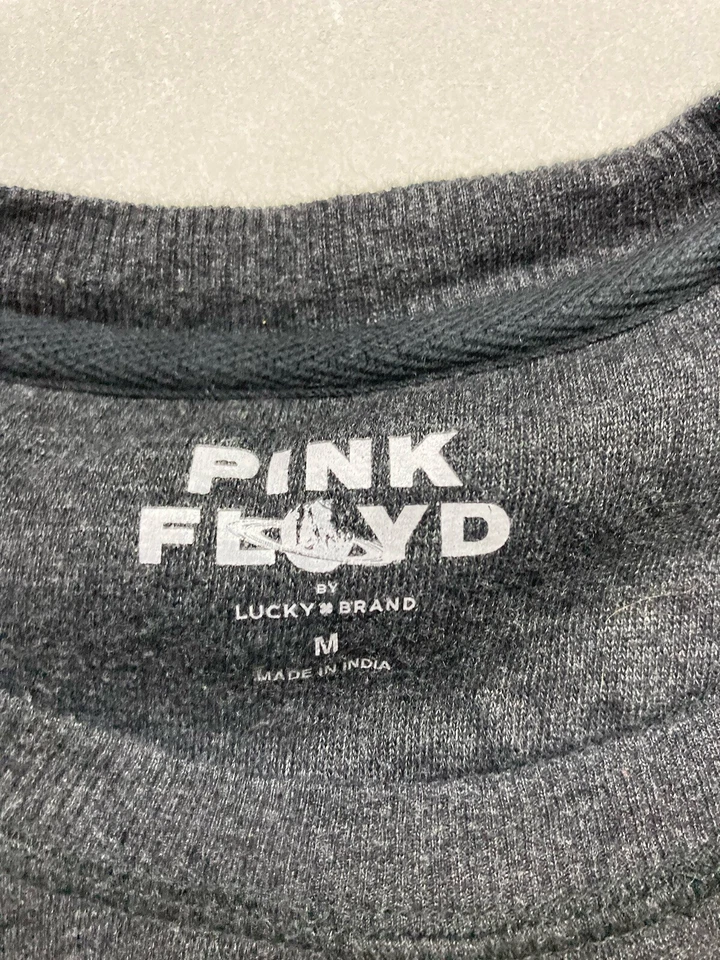 PINK
FLOYD
BY
LUCKY BRAND
M
MADE IN INDIA